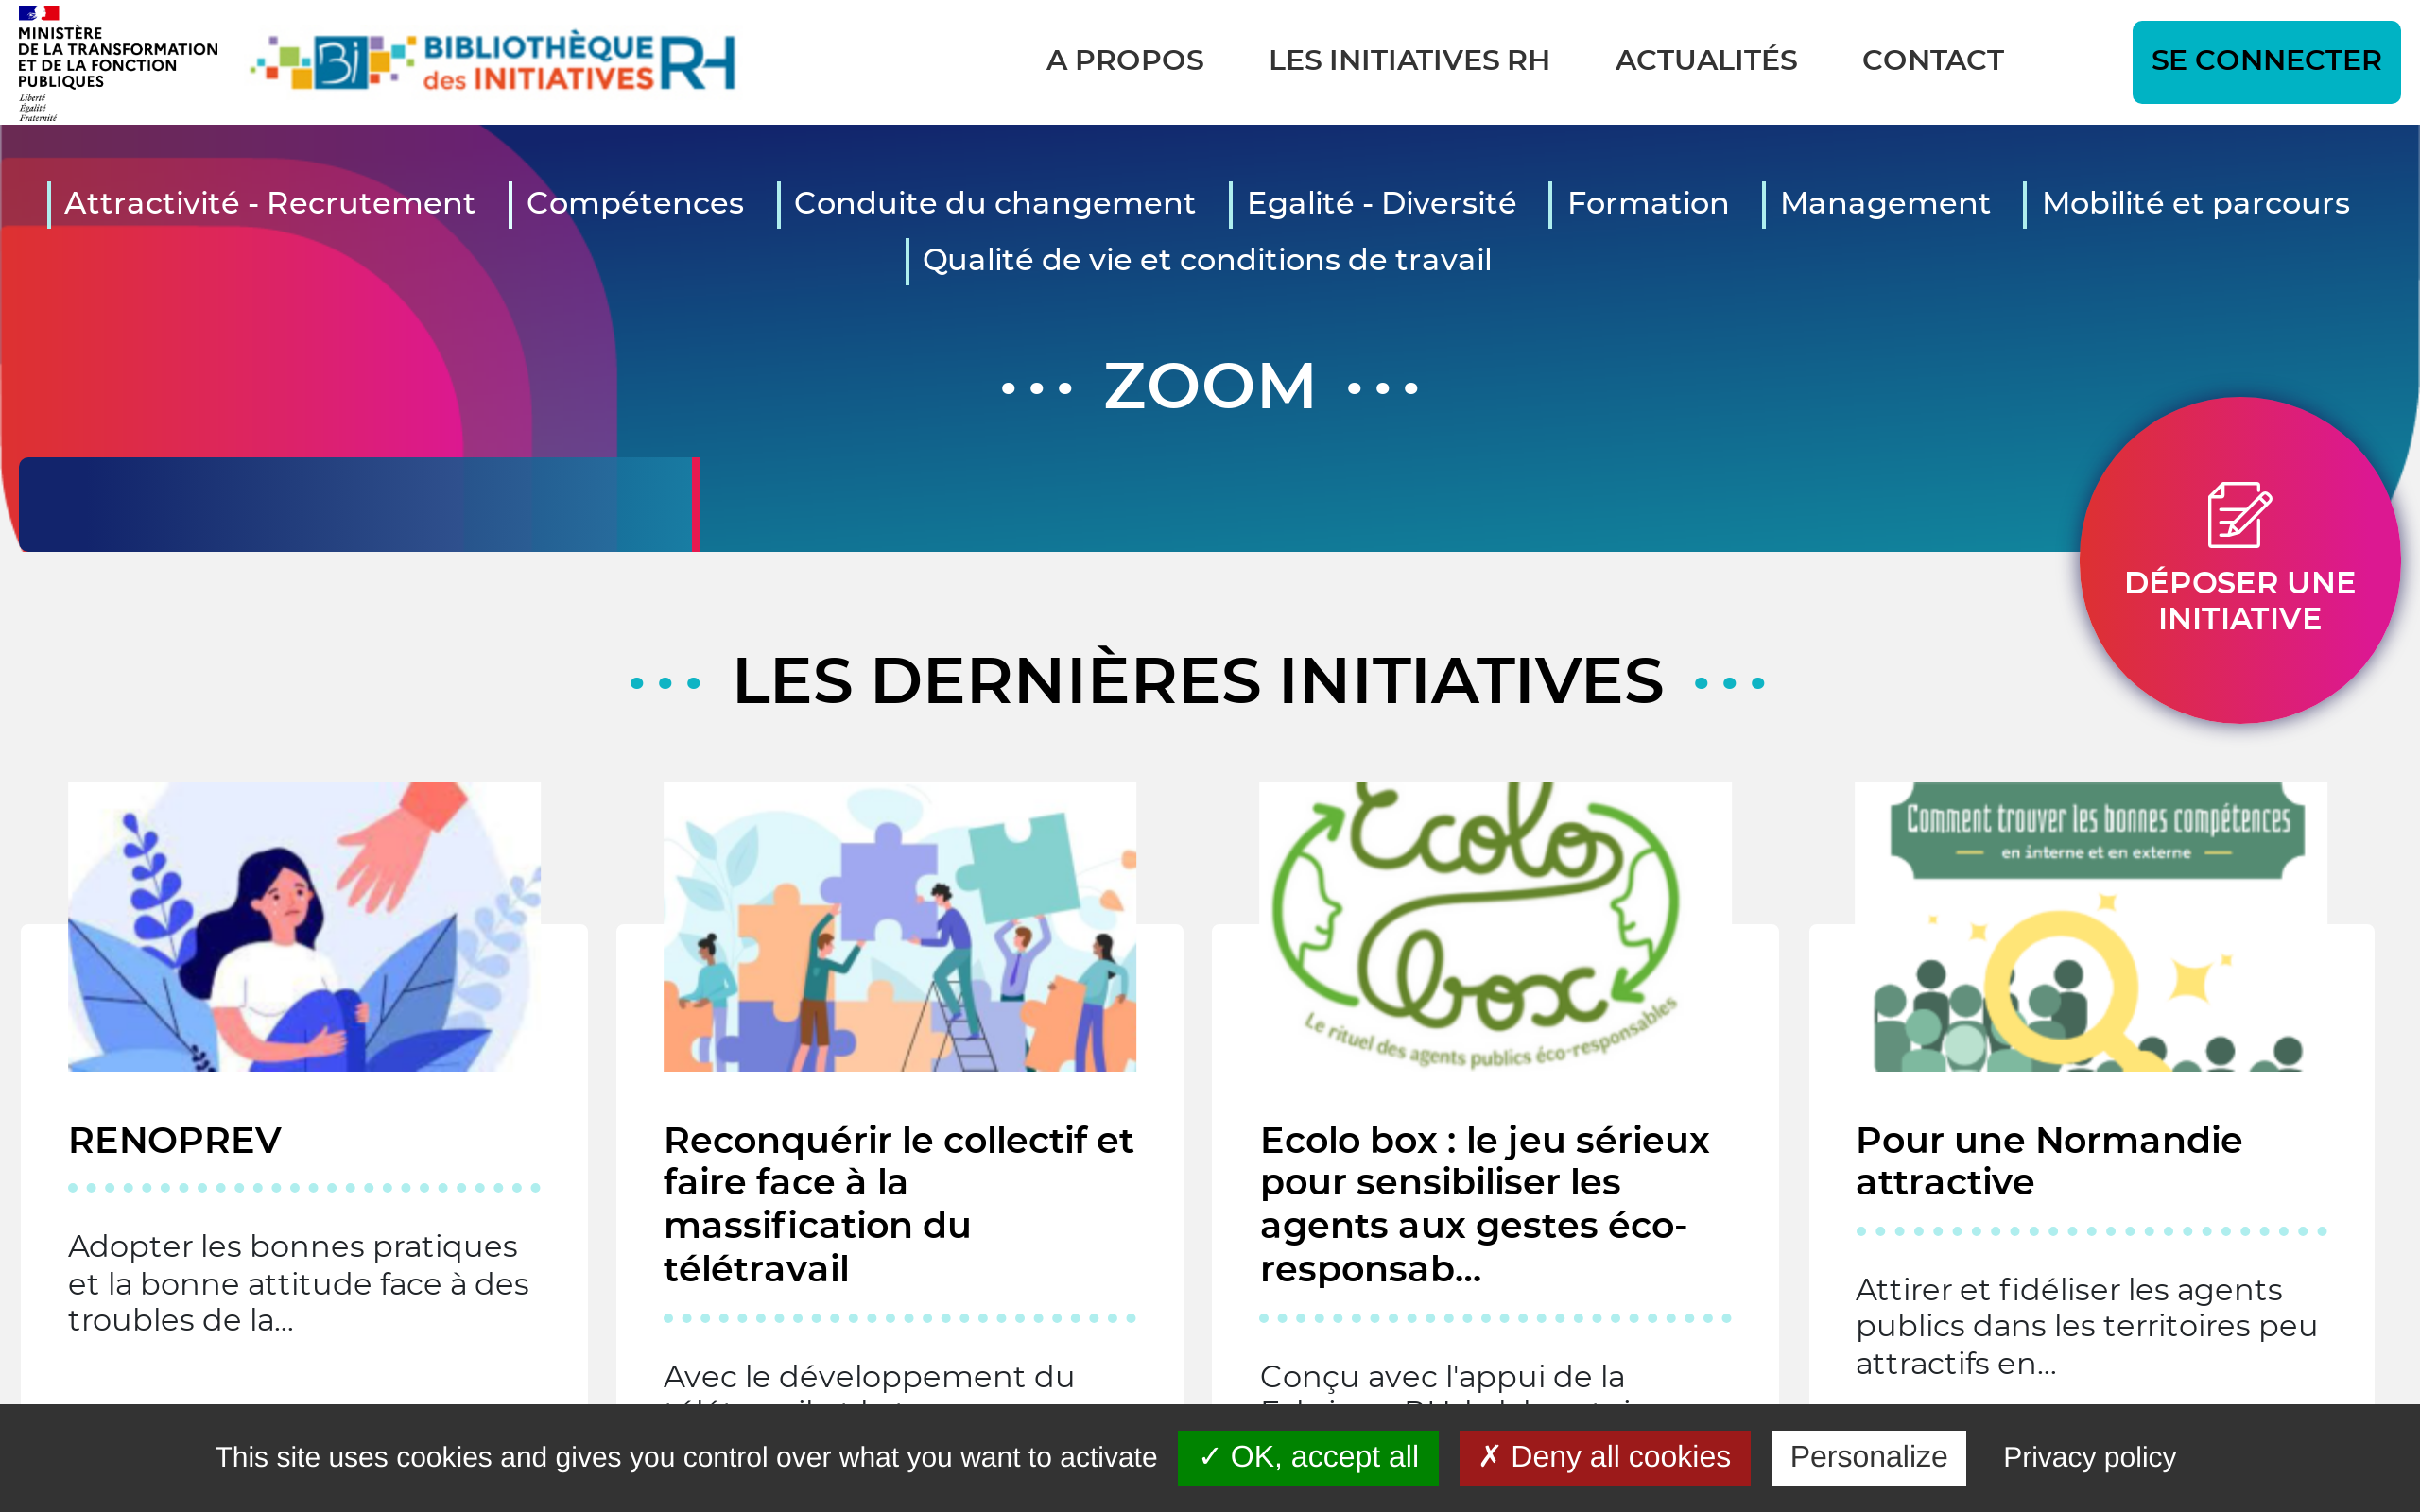 MINISTÈRE
DE LA TRANSFORMATION
ET DE LA FONCTION
PUBLIQUES
Liberté
Égalité
Fraternité
Bi BIBLIOTHÈQUE
des INITIATIVES RH
A PROPOS LES INITIATIVES RH ACTUALITÉS CONTACT SE CONNECTER
Attractivité - Recrutement Compétences Conduite du changement Egalité - Diversité Formation Management Mobilité et parcours
Qualité de vie et conditions de travail
ZOOM
DÉPOSER UNE
INITIATIVE
LES DERNIÈRES INITIATIVES
Ecolo
box
Le rituel des agents publics éco-responsables
Comment trouver les bonnes compétences
en interne et en externe
RENOPREV
Adopter les bonnes pratiques
et la bonne attitude face à des
troubles de la...
Reconquérir le collectif et
faire face à la
massification du
télétravail
Avec le développement du
Ecolo box : le jeu sérieux
pour sensibiliser les
agents aux gestes éco-
responsab...
Conçu avec l'appui de la
Pour une Normandie
attractive
Attirer et fidéliser les agents
publics dans les territoires peu
attractifs en...
This site uses cookies and gives you control over what you want to activate ✓ OK, accept all ✗ Deny all cookies Personalize Privacy policy